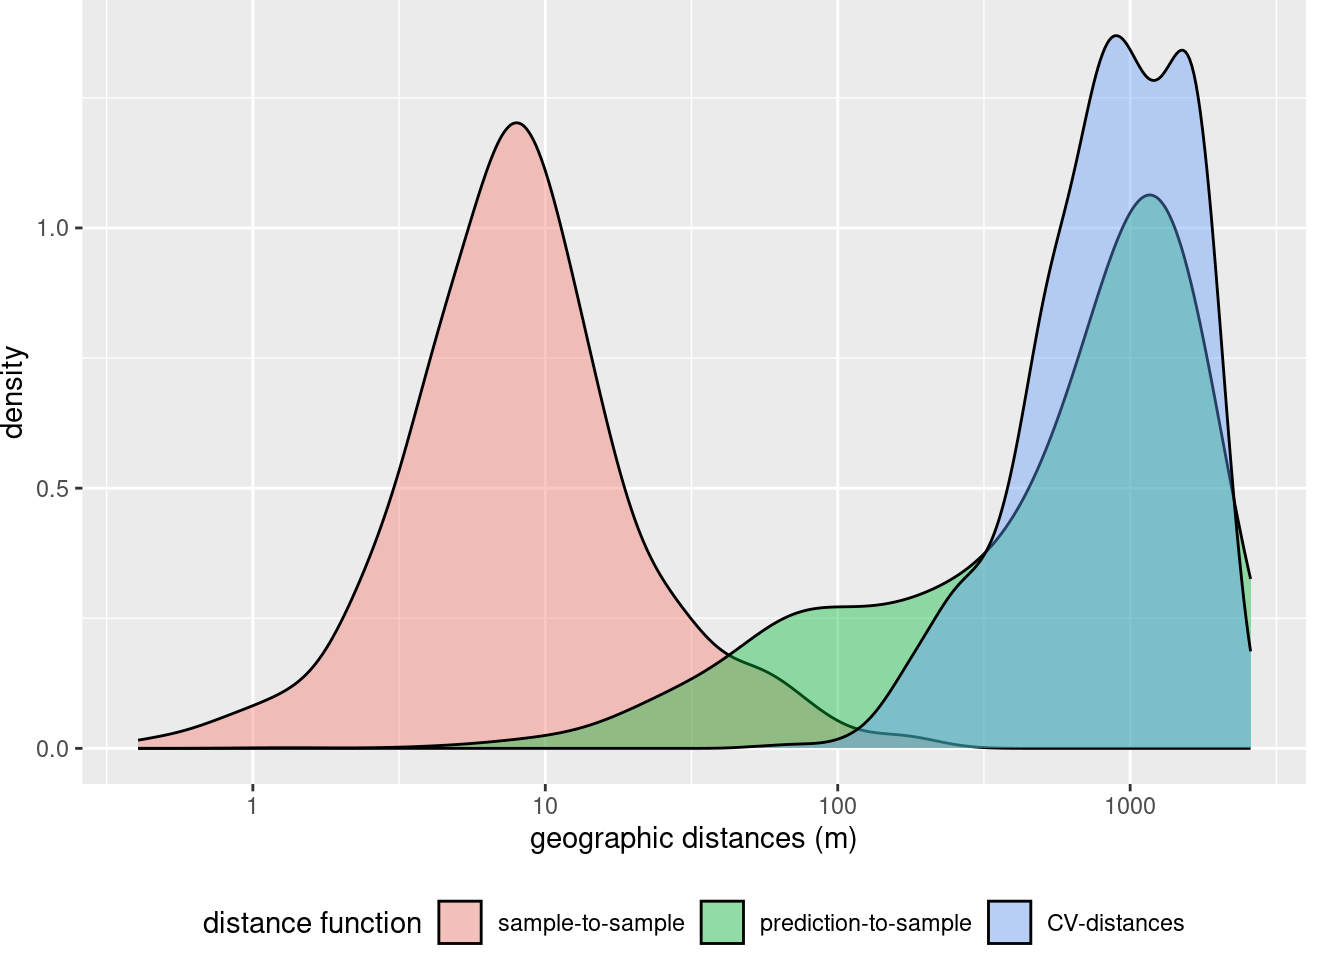 1.0
0.5
0.0
density
1 10 100 1000
geographic distances (m)
distance function sample-to-sample prediction-to-sample CV-distances